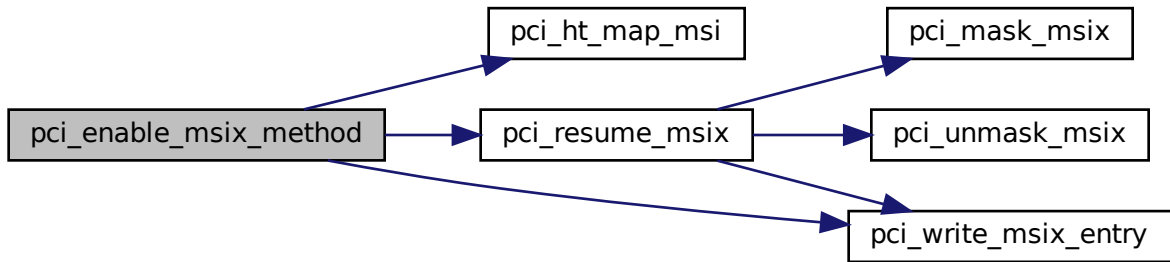 pci_ht_map_msi
pci_mask_msix
pci_enable_msix_method
pci_resume_msix
pci_unmask_msix
pci_write_msix_entry